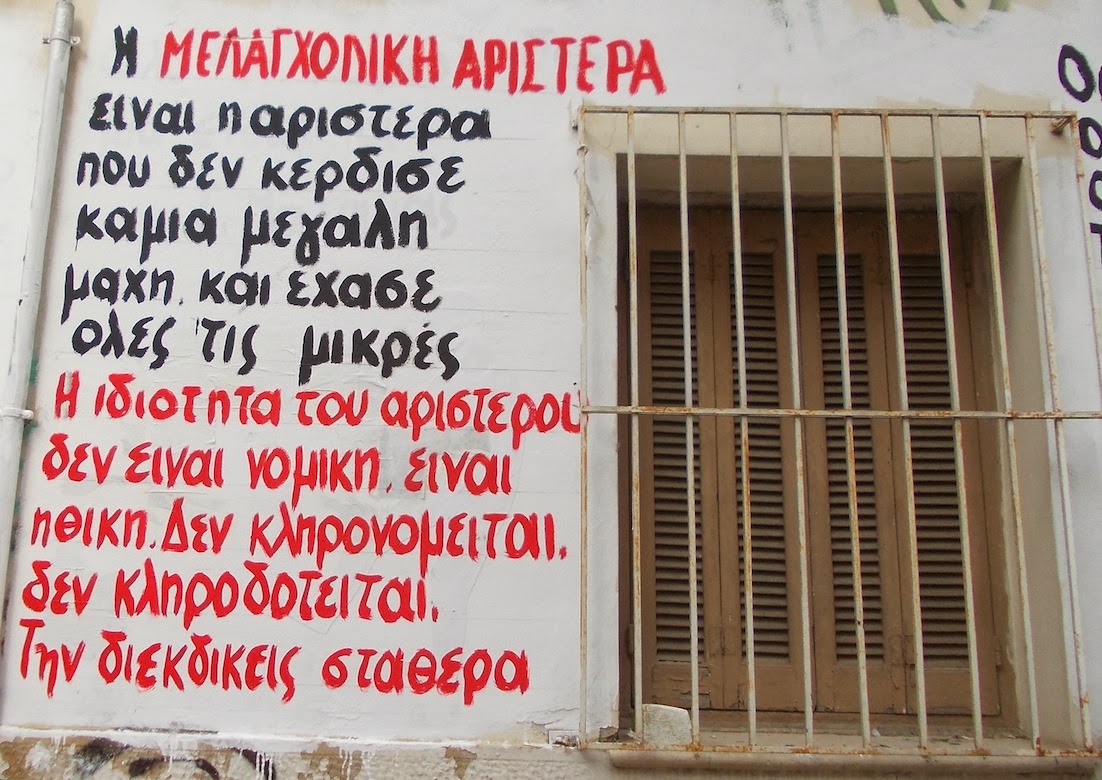 Η ΜΕΛΑΓΧΟΛΙΚΗ ΑΡΙΣΤΕΡΑ
ειναι η αριστερα
που δεν κερδισε
καμια μεγαλη
μαχη. και εχασε
ολες τις μικρές
Η ιδιοτητα του αριστερου
δεν ειναι νομικη. ειναι
ηθικη. Δεν κληρονομειται.
δεν κληροδοτειται.
Την διεκδικεις σταθερα